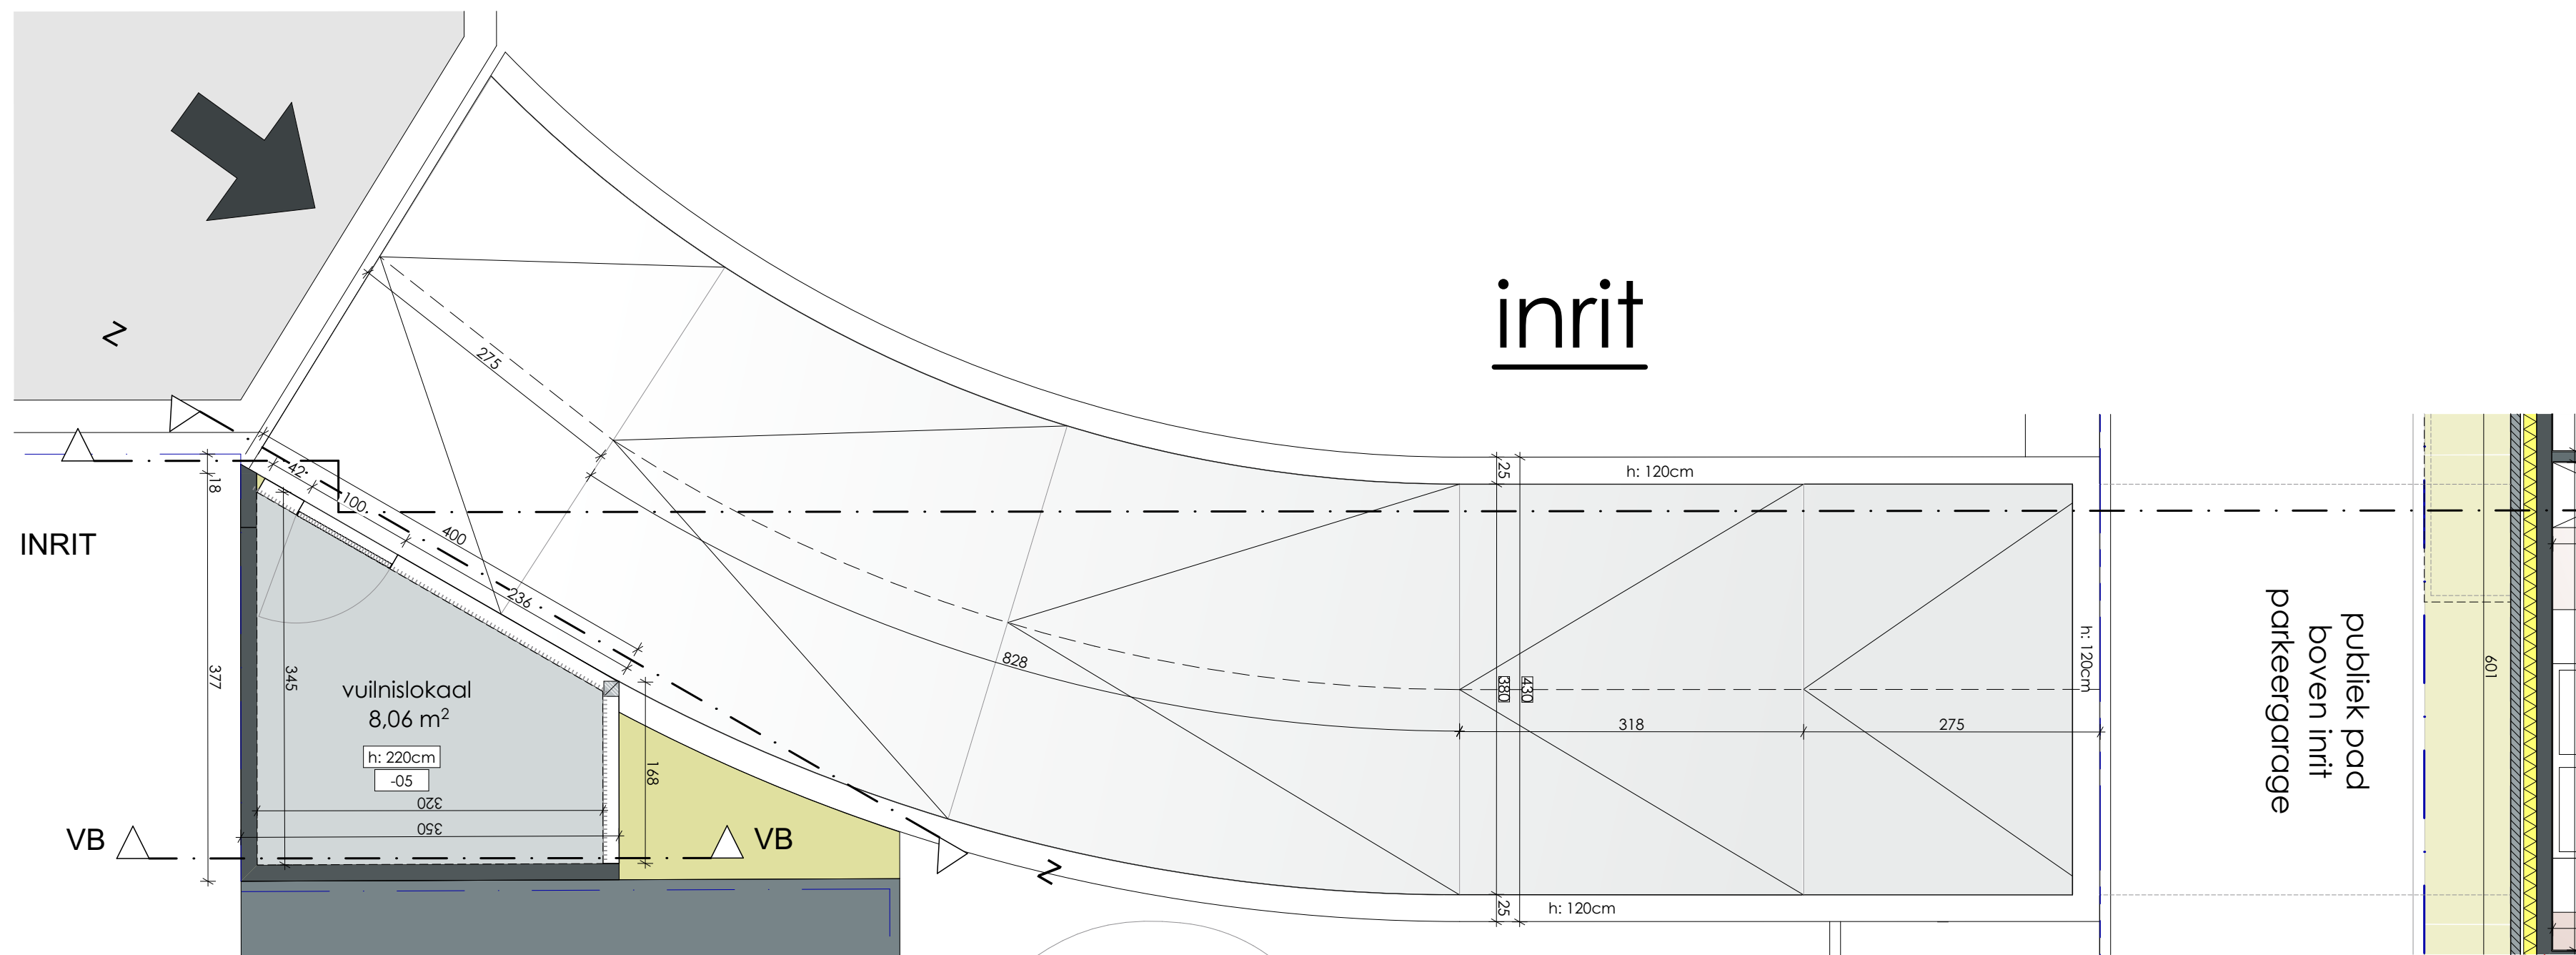 inrit
Z
275
18
42
100
400
236
INRIT
25
h: 120cm
377
345
vuilnislokaal
8,06 m²
h: 220cm
-05
320
350
168
828
380
430
318
275
h: 120cm
publiek pad
boven inrit
parkeergarage
601
VB
VB
Z
25
h: 120cm